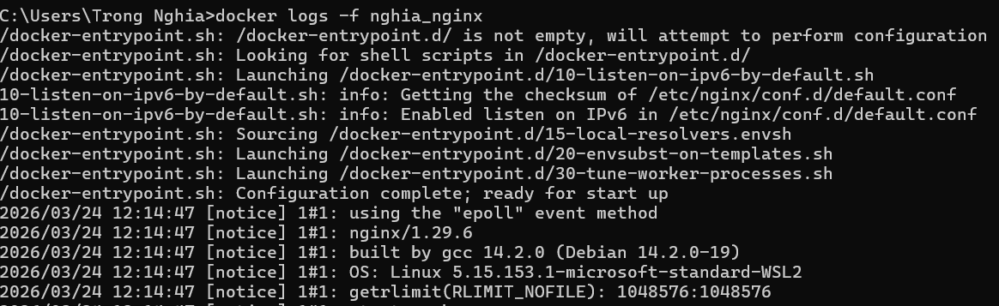 C:\Users\Trong Nghia>docker logs -f nghia_nginx
/docker-entrypoint.sh: /docker-entrypoint.d/ is not empty, will attempt to perform configuration
/docker-entrypoint.sh: Looking for shell scripts in /docker-entrypoint.d/
/docker-entrypoint.sh: Launching /docker-entrypoint.d/10-listen-on-ipv6-by-default.sh
10-listen-on-ipv6-by-default.sh: info: Getting the checksum of /etc/nginx/conf.d/default.conf
10-listen-on-ipv6-by-default.sh: info: Enabled listen on IPv6 in /etc/nginx/conf.d/default.conf
/docker-entrypoint.sh: Sourcing /docker-entrypoint.d/15-local-resolvers.envsh
/docker-entrypoint.sh: Launching /docker-entrypoint.d/20-envsubst-on-templates.sh
/docker-entrypoint.sh: Launching /docker-entrypoint.d/30-tune-worker-processes.sh
/docker-entrypoint.sh: Configuration complete; ready for start up
2026/03/24 12:14:47 [notice] 1#1: using the "epoll" event method
2026/03/24 12:14:47 [notice] 1#1: nginx/1.29.6
2026/03/24 12:14:47 [notice] 1#1: built by gcc 14.2.0 (Debian 14.2.0-19)
2026/03/24 12:14:47 [notice] 1#1: OS: Linux 5.15.153.1-microsoft-standard-WSL2
2026/03/24 12:14:47 [notice] 1#1: getrlimit(RLIMIT_NOFILE): 1048576:1048576